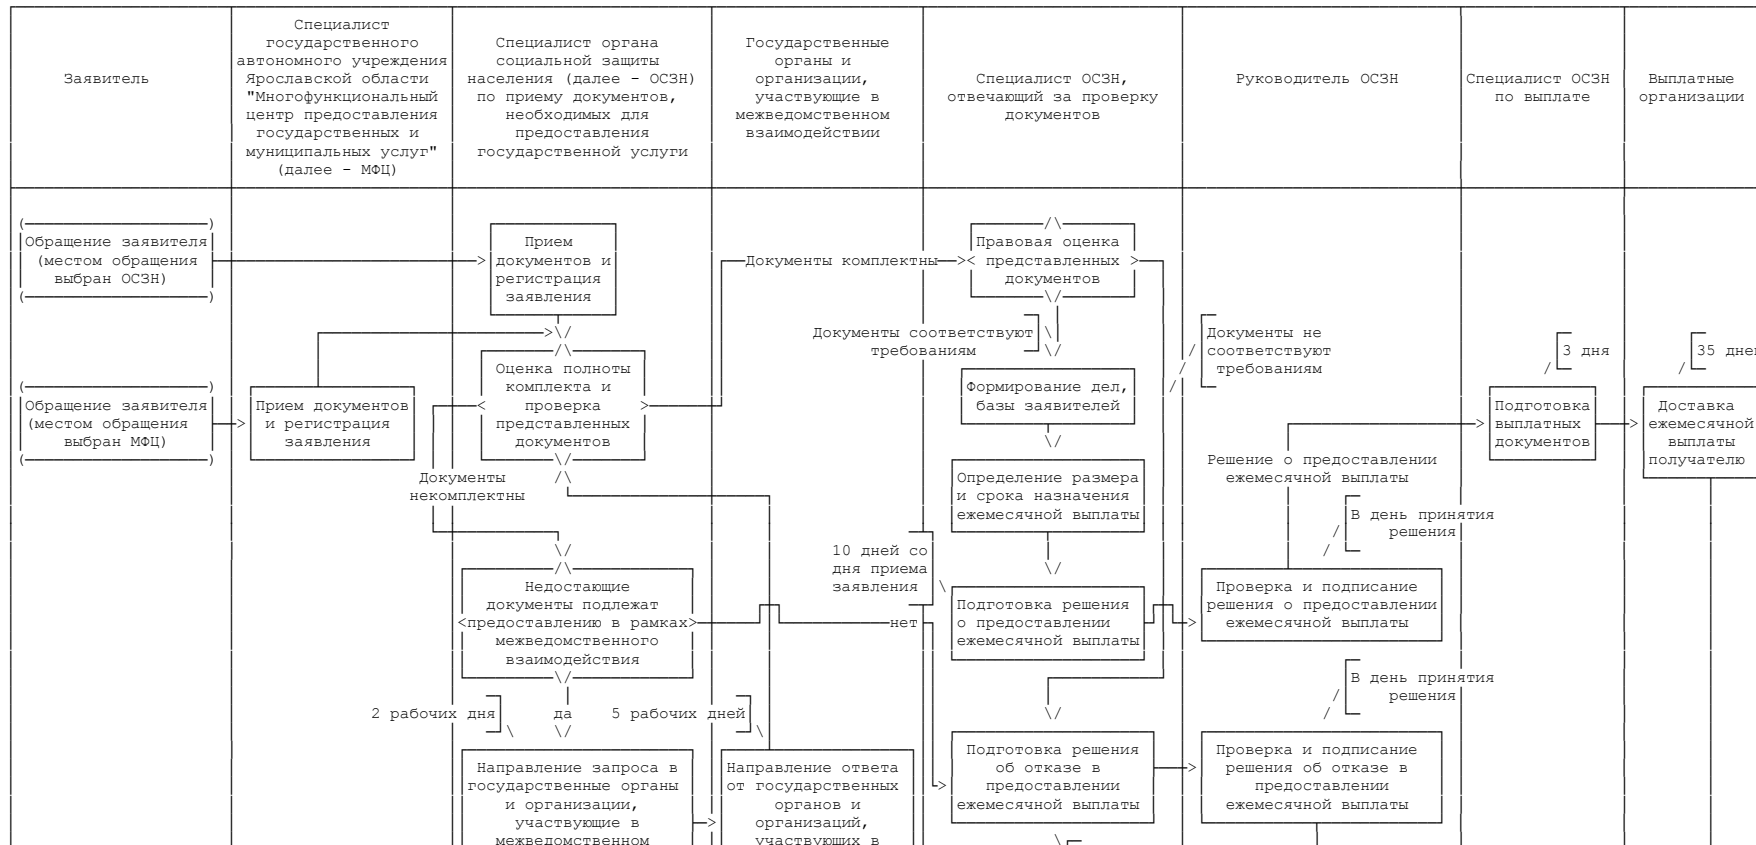 Заявитель
Специалист
государственного
автономного учреждения
Ярославской области
"Многофункциональный
центр предоставления
государственных и
муниципальных услуг"
(далее - МФЦ)
Специалист органа
социальной защиты
населения (далее - ОСЗН)
по приему документов,
необходимых для
предоставления
государственной услуги
Государственные
органы и
организации,
участвующие в
межведомственном
взаимодействии
Специалист ОСЗН,
отвечающий за проверку
документов
Руководитель ОСЗН
Специалист ОСЗН
по выплате
Выплатные
организации
Обращение заявителя
(местом обращения
выбран ОСЗН)
Прием
документов и
регистрация
заявления
Документы комплектны
Правовая оценка
представленных
документов
Документы соответствуют
требованиям
Документы не
соответствуют
требованиям
3 дня
35 дней
Обращение заявителя
(местом обращения
выбран МФЦ)
Прием документов
и регистрация
заявления
Оценка полноты
комплекта и
проверка
представленных
документов
Формирование дел,
базы заявителей
Подготовка
выплатных
документов
Доставка
ежемесячной
выплаты
получателю
Документы
некомплектны
Определение размера
и срока назначения
ежемесячной выплаты
Решение о предоставлении
ежемесячной выплаты
В день принятия
решения
10 дней со
дня приема
заявления
Недостающие
документы подлежат
предоставлению в рамках
межведомственного
взаимодействия
нет
Подготовка решения
о предоставлении
ежемесячной выплаты
Проверка и подписание
решения о предоставлении
ежемесячной выплаты
В день принятия
решения
2 рабочих дня
да
5 рабочих дней
Направление запроса в
государственные органы
и организации,
участвующие в
межведомственном
Направление ответа
от государственных
органов и
организаций,
участвующих в
Подготовка решения
об отказе в
предоставлении
ежемесячной выплаты
Проверка и подписание
решения об отказе в
предоставлении
ежемесячной выплаты